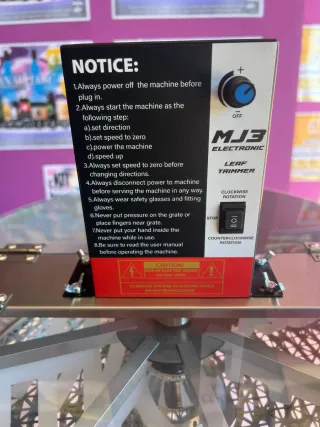 NOTICE:
1.Always power off the machine before
plug in.
2.Always start the machine as the
following step:
a).set direction
b).set speed to zero
c).power the machine
d).speed up
3.Always set speed to zero before
changing directions.
4.Always disconnect power to machine
before serving the machine in any way.
5.Always wear safety glasses and fitting
gloves.
6.Never put pressure on the grate or
place fingers near grate.
7.Never put your hand inside the
machine while in use.
8.Be sure to read the user manual
before operating the machine.
+
-
OFF
MJ3
ELECTRONIC
LEAF
TRIMMER
CLOCKWISE
ROTATION
STOP
COUNTERCLOCKWISE
ROTATION
CAUTION